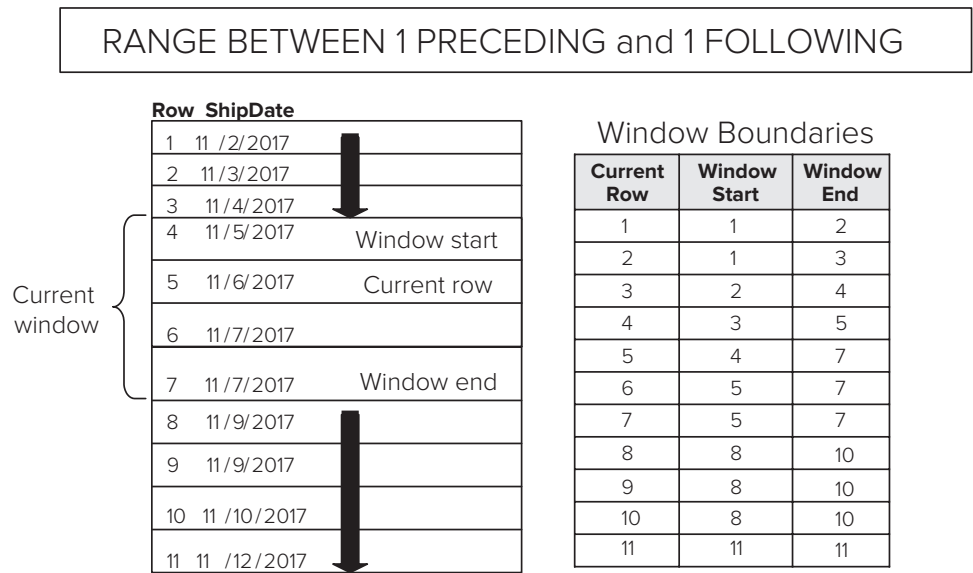 RANGE BETWEEN 1 PRECEDING and 1 FOLLOWING
Row ShipDate
1 11 /2/2017
2 11/3/2017
3 11/4/2017
4 11/5/2017 Window start
5 11/6/2017 Current row
6 11/7/2017
7 11/7/2017 Window end
8 11/9/2017
9 11/9/2017
10 11 /10/2017
11 11 /12/2017
Current
window
Window Boundaries
Current Row Window Start Window End
1 1 2
2 1 3
3 2 4
4 3 5
5 4 7
6 5 7
7 5 7
8 8 10
9 8 10
10 8 10
11 11 11